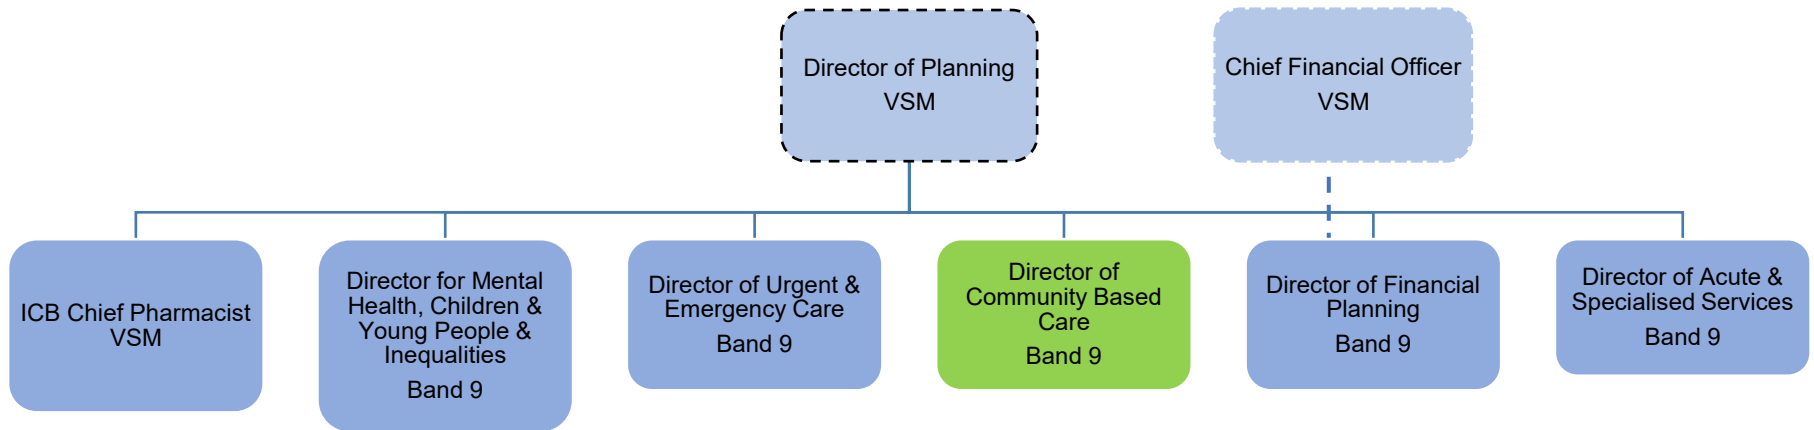 Director of Planning
VSM
Chief Financial Officer
VSM
ICB Chief Pharmacist
VSM
Director for Mental
Health, Children &
Young People &
Inequalities
Band 9
Director of Urgent &
Emergency Care
Band 9
Director of
Community Based
Care
Band 9
Director of Financial
Planning
Band 9
Director of Acute &
Specialised Services
Band 9